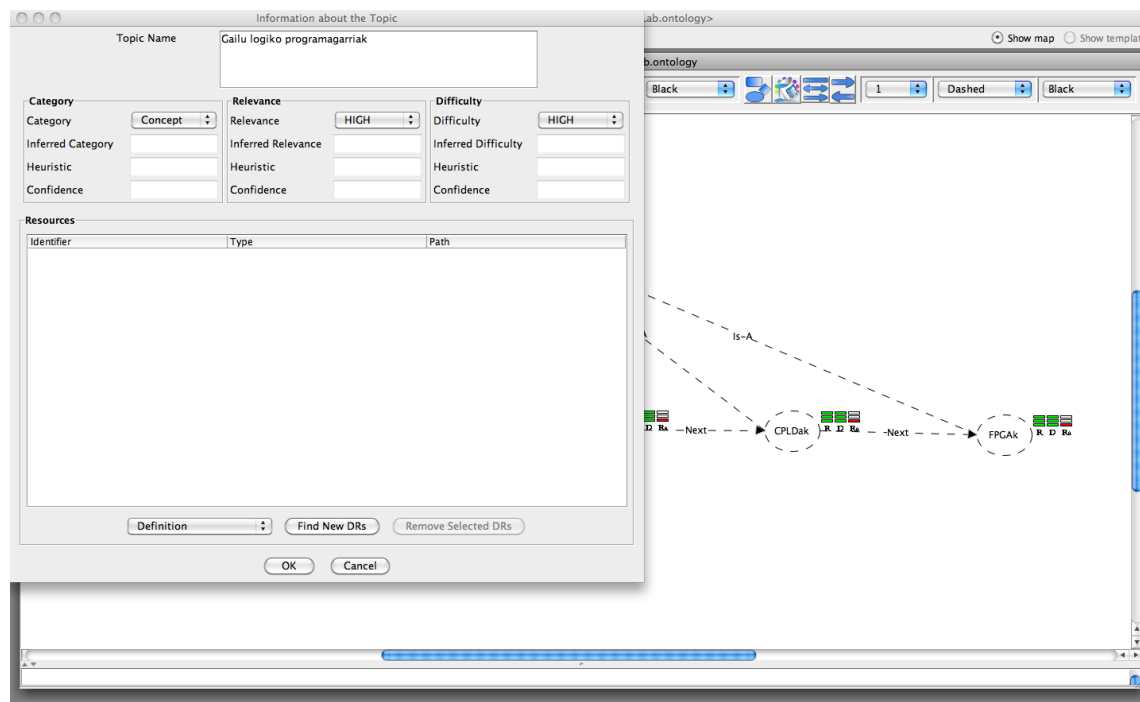 Information about the Topic
ab.ontology>
Topic Name
Gailu logiko programagarriak
Show map
Show templat
b.ontology
Black
1
Dashed
Black
Category
Relevance
Difficulty
Category Concept
Relevance HIGH
Difficulty HIGH
Inferred Category
Inferred Relevance
Inferred Difficulty
Heuristic
Heuristic
Heuristic
Confidence
Confidence
Confidence
Resources
Identifier Type Path
Is-A
D Ra
Next
CPLDak
R D Ra
-Next
FPGAk
R D Ra
Definition
Find New DRs
Remove Selected DRs
OK
Cancel